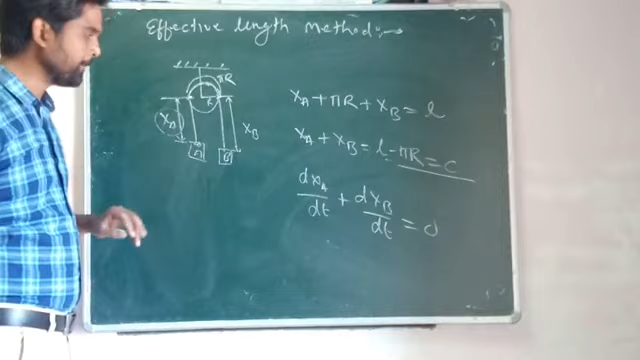 Effective length method :→
πR
R
x_A
x_B
A
B
x_A + πR + x_B = l
x_A + x_B = l - πR = c
dx_A/dt + dx_B/dt = 0